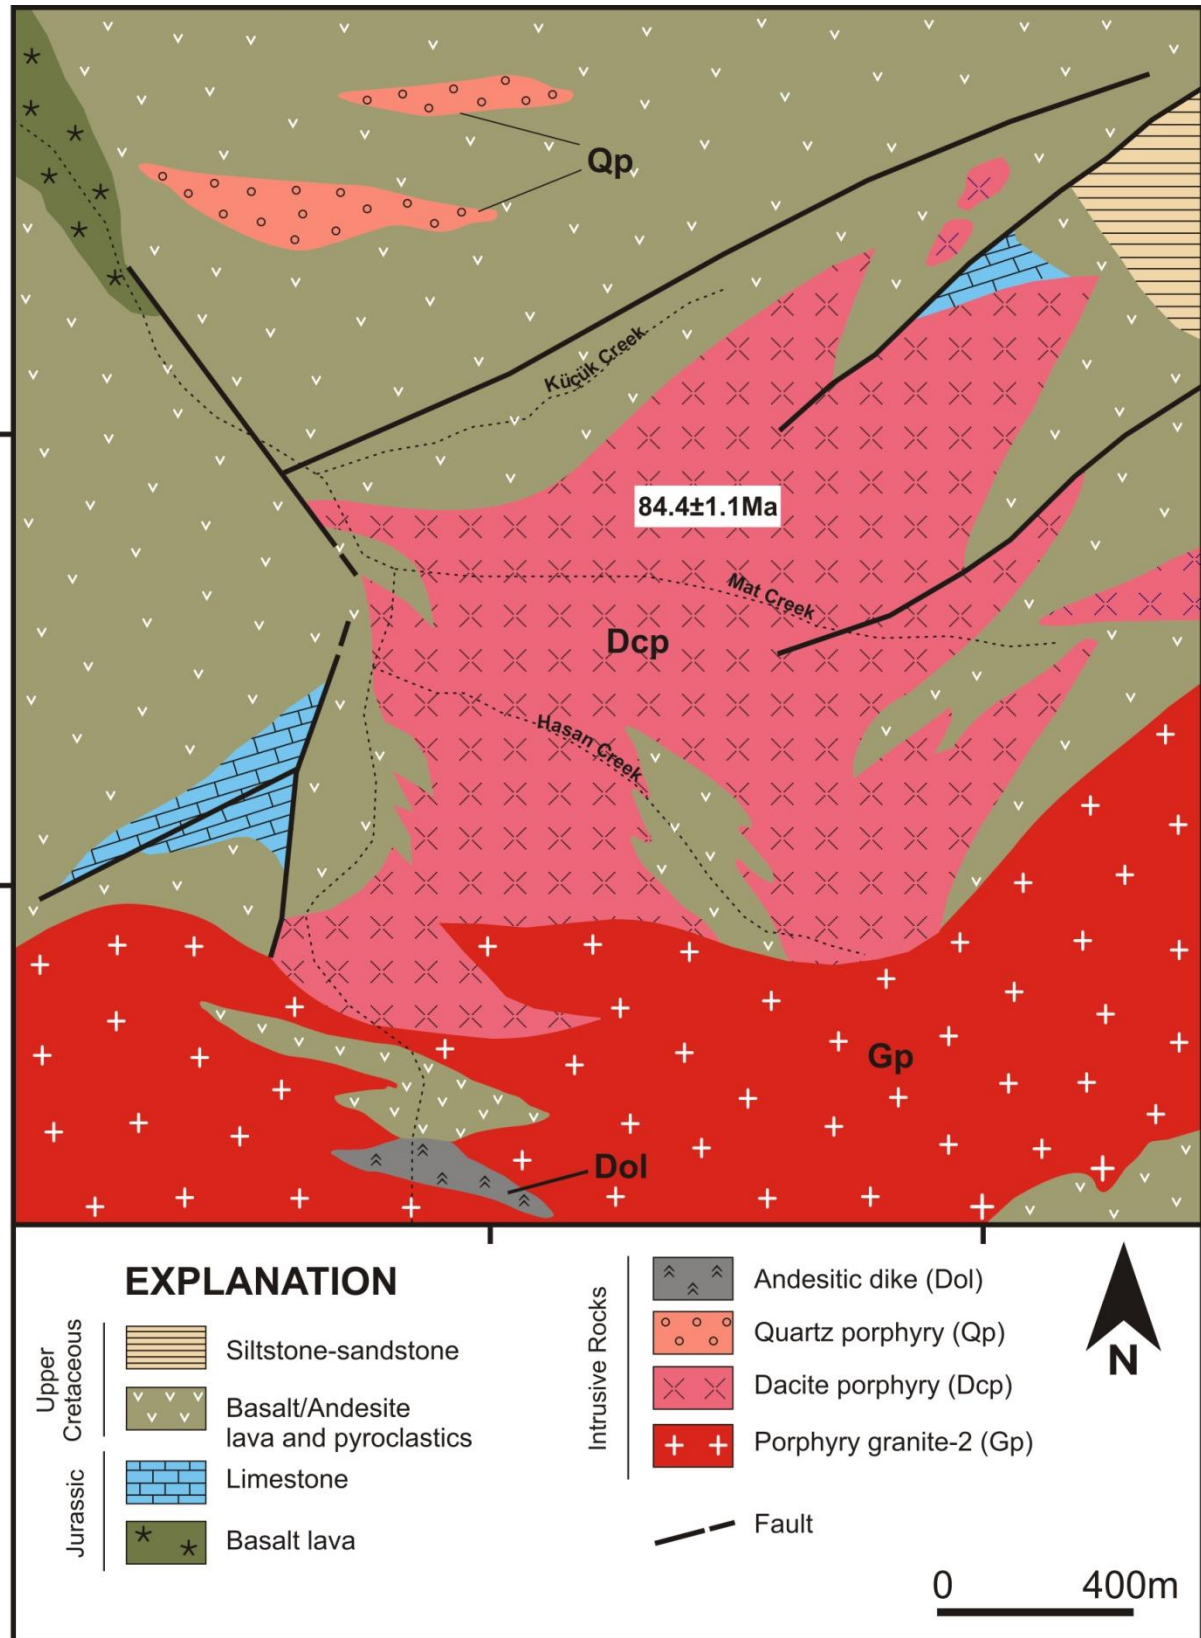 Qp
Küçük Creek
84.4±1.1Ma
Mat Creek
Dcp
Hasan Creek
Gp
Dol
EXPLANATION
Upper
Cretaceous
Siltstone-sandstone
Basalt/Andesite
lava and pyroclastics
Jurassic
Limestone
Basalt lava
Intrusive Rocks
Andesitic dike (Dol)
Quartz porphyry (Qp)
Dacite porphyry (Dcp)
Porphyry granite-2 (Gp)
Fault
N
0 400m